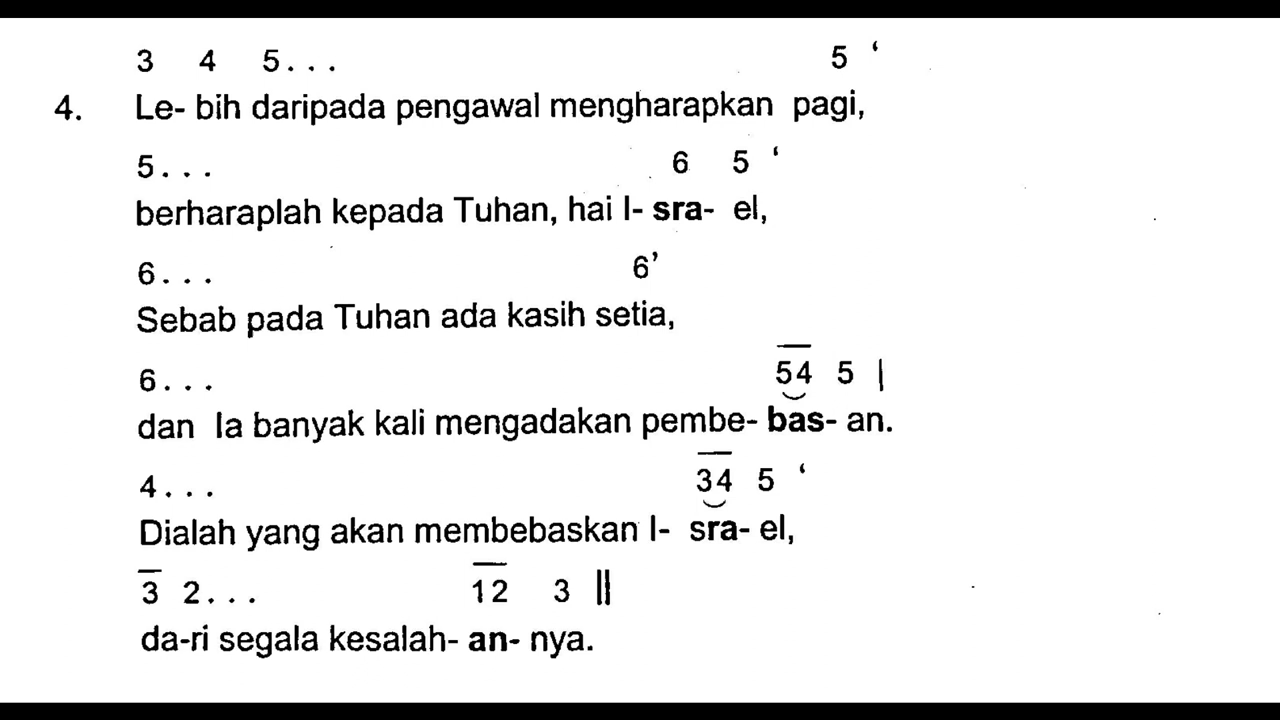 3 4 5... 5 ‘
4. Le- bih daripada pengawal mengharapkan pagi,
5... 6 5 ‘
berharaplah kepada Tuhan, hai I- sra- el,
6... 6’
Sebab pada Tuhan ada kasih setia,
6... 54 5 |
dan Ia banyak kali mengadakan pembe- bas- an.
4... 34 5 ‘
Dialah yang akan membebaskan I- sra- el,
3 2... 12 3 ||
da-ri segala kesalah- an- nya.